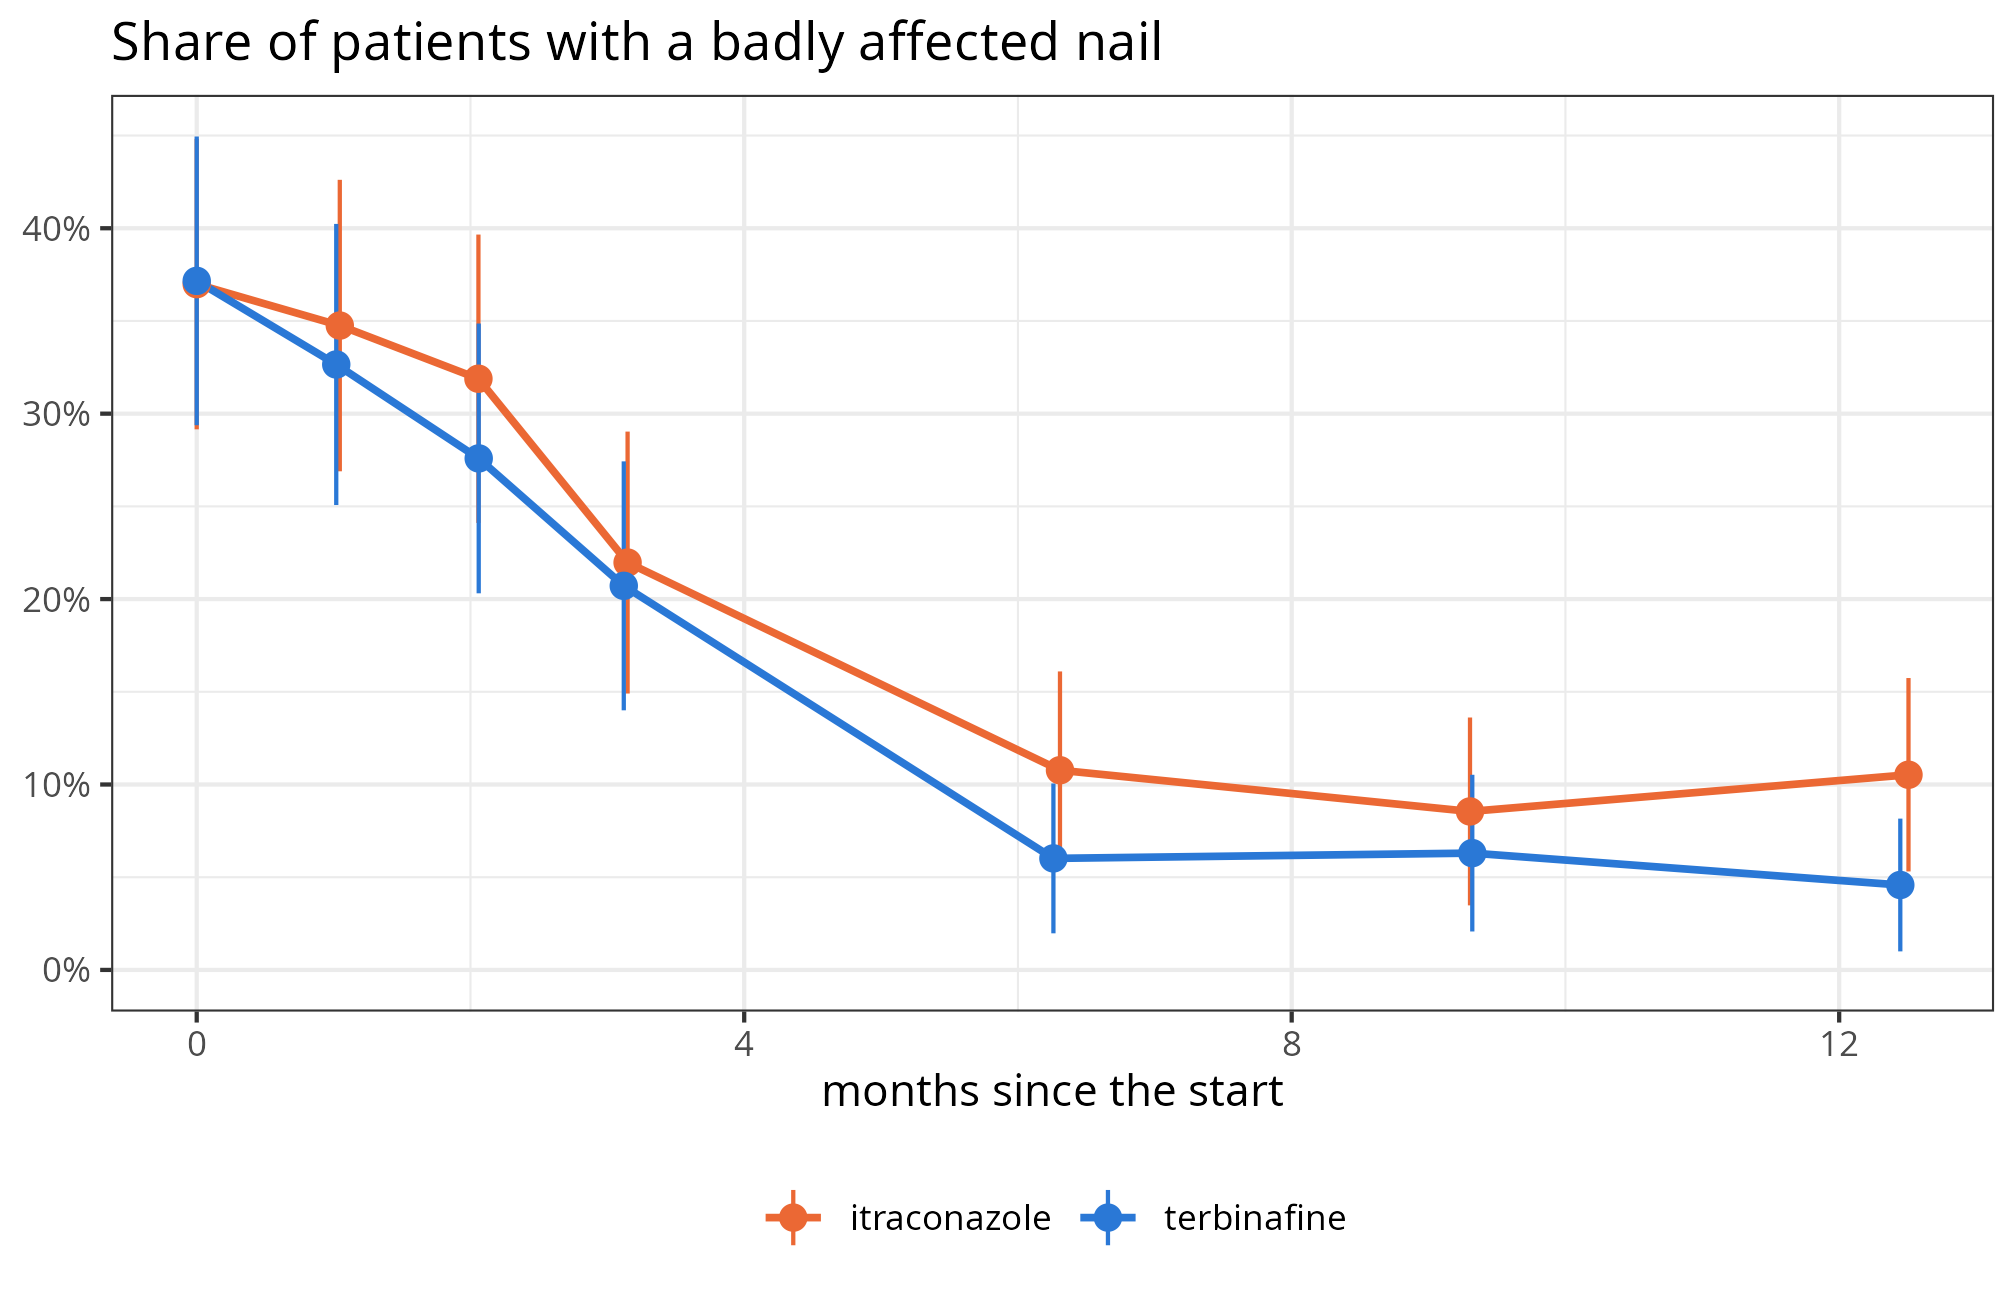 Share of patients with a badly affected nail
40%
30%
20%
10%
0%
0 4 8 12
months since the start
itraconazole terbinafine